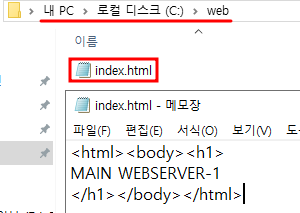 내 PC > 로컬 디스크 (C:) > web
이름
index.html
index.html - 메모장
파일(F) 편집(E) 서식(O) 보기(V)
<html><body><h1>
MAIN WEBSERVER-1
</h1></body></html>